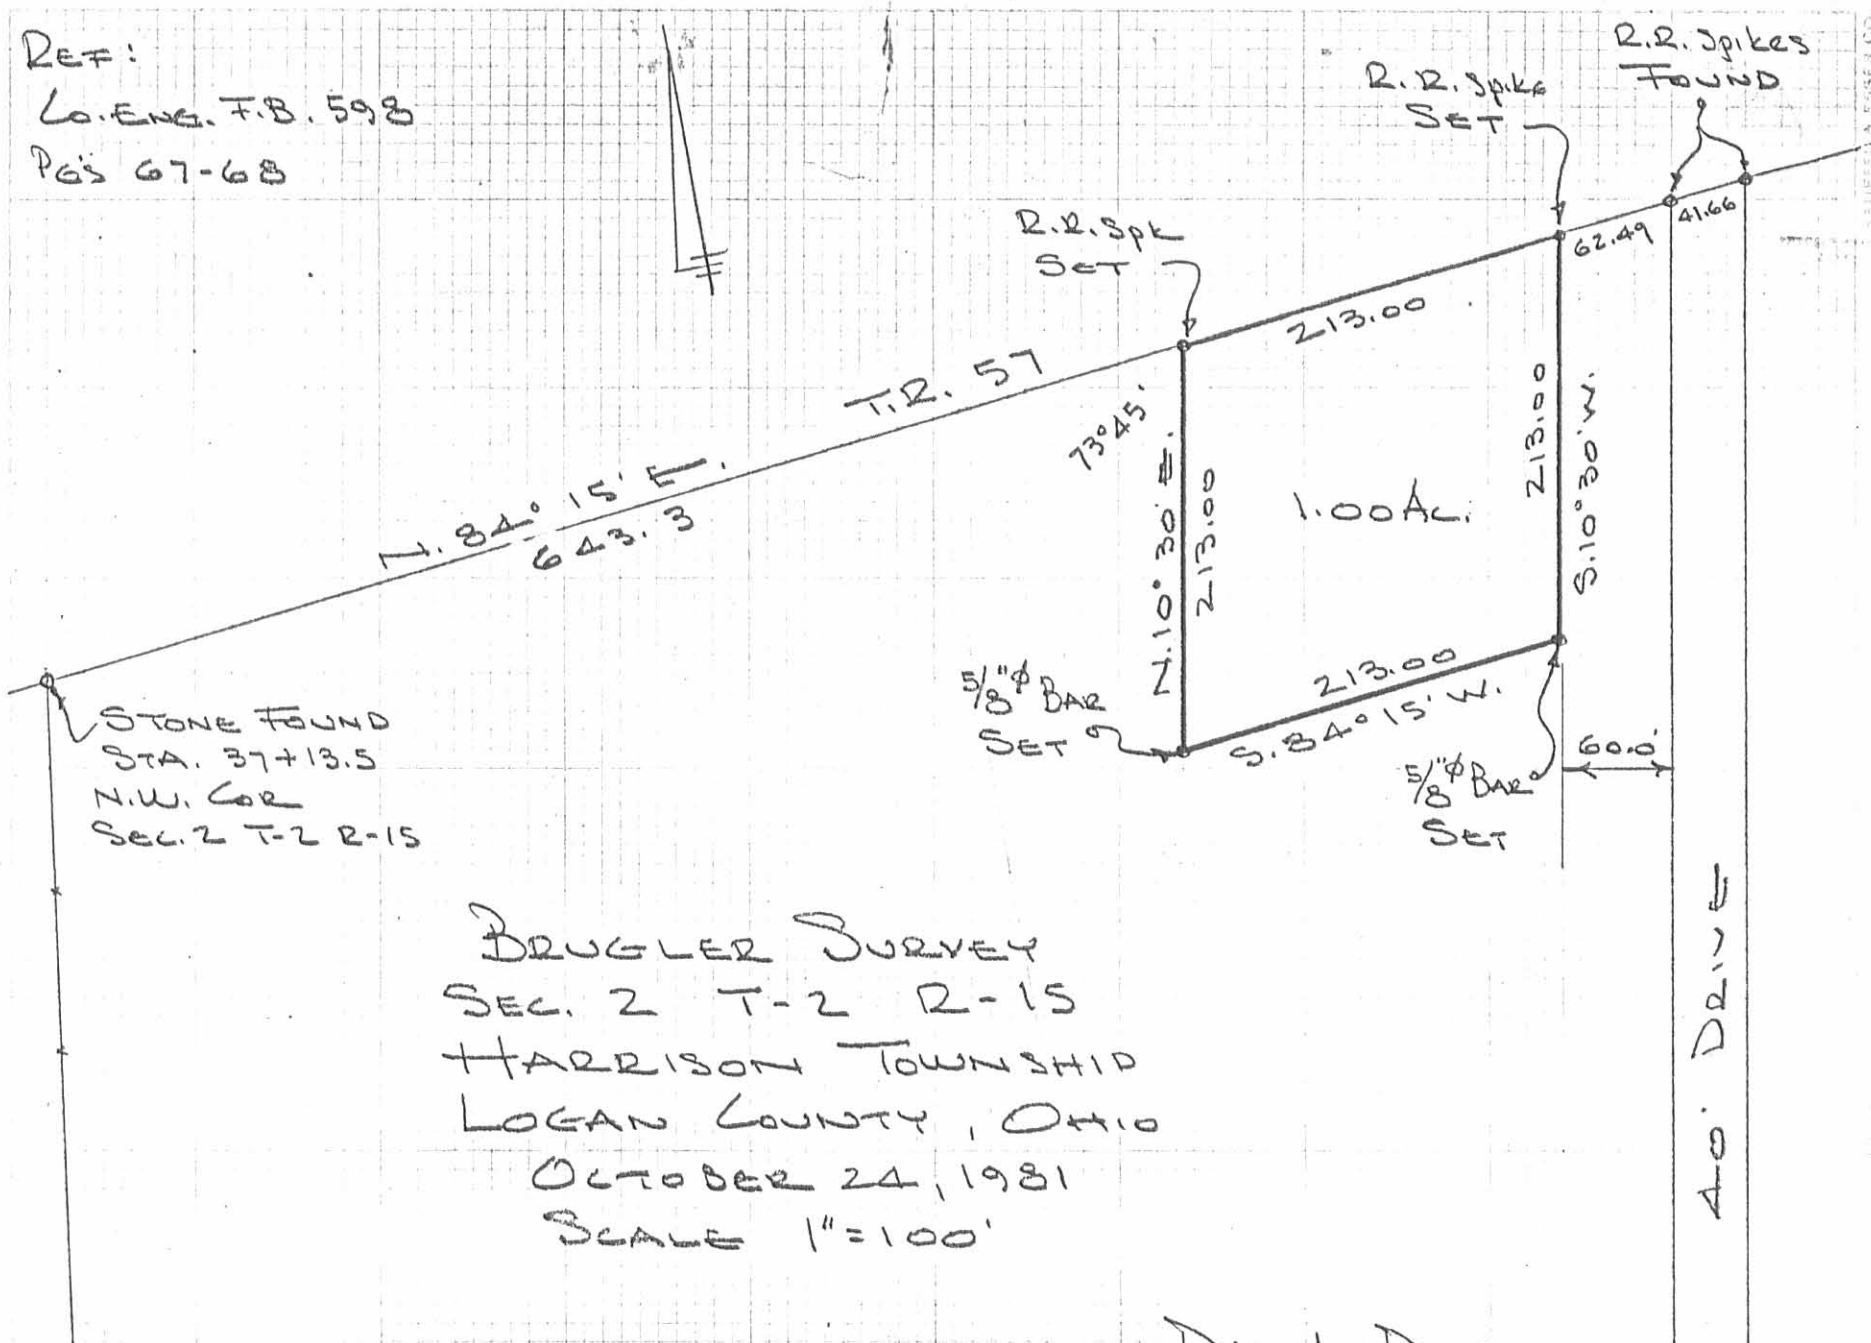 REF:
CO. ENG. F.B. 598
PG'S 67-68
R.R. Spikes
FOUND
R.R. Spike
SET
R.R. Spk
SET
62.49
41.66
213.00
T.R. 57
73°45'
N. 84° 15' E.
643.3
N. 10° 30' E.
213.00
1.00 Ac.
213.00
S. 10° 30' W.
213.00
S. 84° 15' W.
5/8"φ BAR
SET
5/8"φ BAR
SET
60.0'
STONE FOUND
STA. 37+13.5
N.W. COR
SEC. 2 T-2 R-15
BRUGLER SURVEY
SEC. 2 T-2 R-15
HARRISON TOWNSHIP
LOGAN COUNTY, OHIO
OCTOBER 24, 1981
SCALE 1"=100'
40' DRIVE